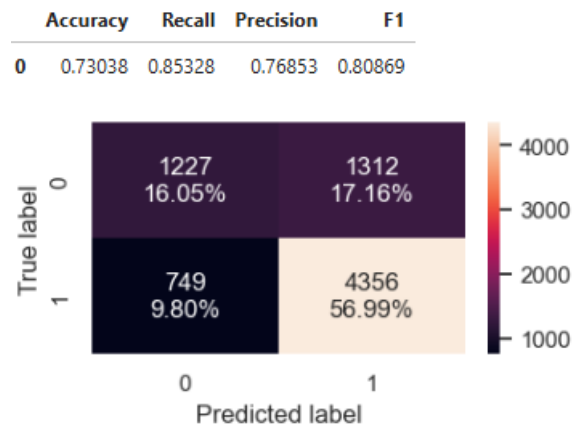 Accuracy Recall Precision F1
0 0.73038 0.85328 0.76853 0.80869
1227 1312
16.05% 17.16%
749 4356
9.80% 56.99%
True label
0
1
0 1
Predicted label
4000
3000
2000
1000